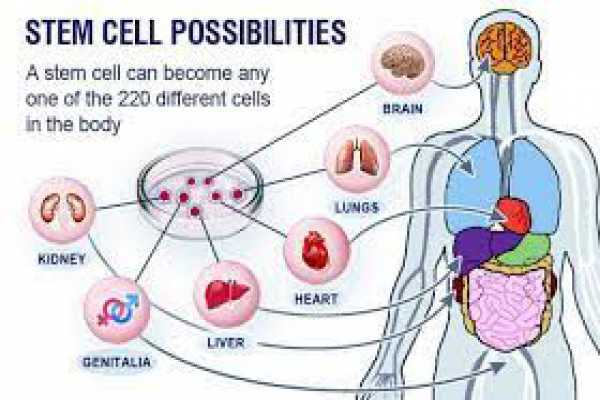 STEM CELL POSSIBILITIES
A stem cell can become any
one of the 220 different cells
in the body
BRAIN
LUNGS
KIDNEY
HEART
LIVER
GENITALIA